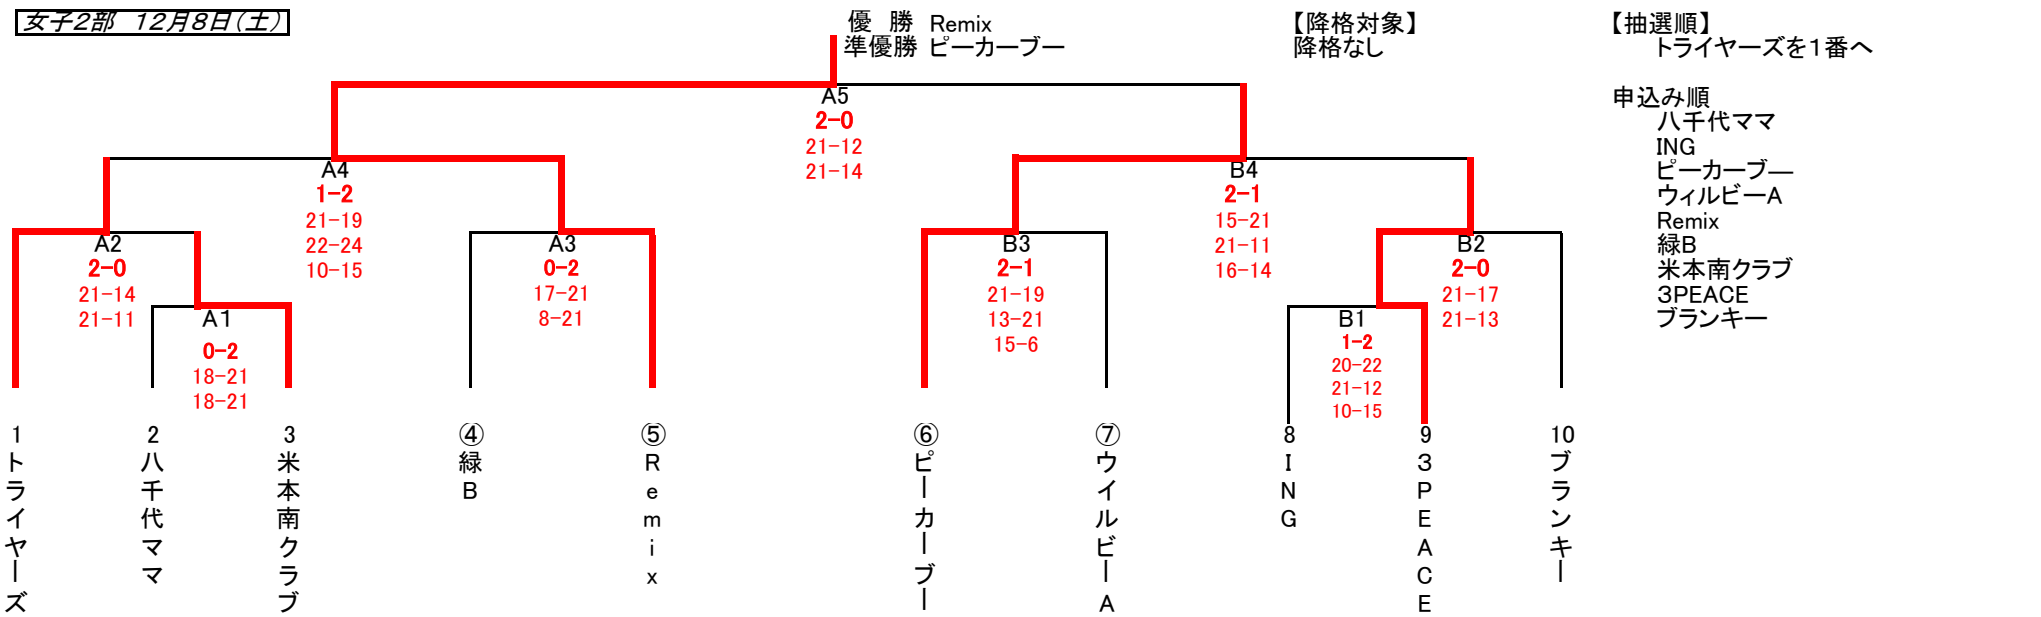 女子２部　１２月８日（土）
優　勝　Remix
準優勝　ピーカーブー
【降格対象】
降格なし
【抽選順】
トライヤーズを１番へ
申込み順
八千代ママ
ING
ピーカーブ―
ウィルビーA
Remix
緑B
米本南クラブ
３PEACE
ブランキー
A5
2-0
21-12
21-14
A4
1-2
21-19
22-24
10-15
B4
2-1
15-21
21-11
16-14
A2
2-0
21-14
21-11
A3
0-2
17-21
8-21
B3
2-1
21-19
13-21
15-6
B2
2-0
21-17
21-13
A１
0-2
18-21
18-21
B１
1-2
20-22
21-12
10-15
1 トライヤーズ
2 八千代ママ
3 米本南クラブ
④ 緑B
⑤ Remix
⑥ ピーカーブー
⑦ ウイルビーA
8 ING
9 ３PEACE
10 ブランキー